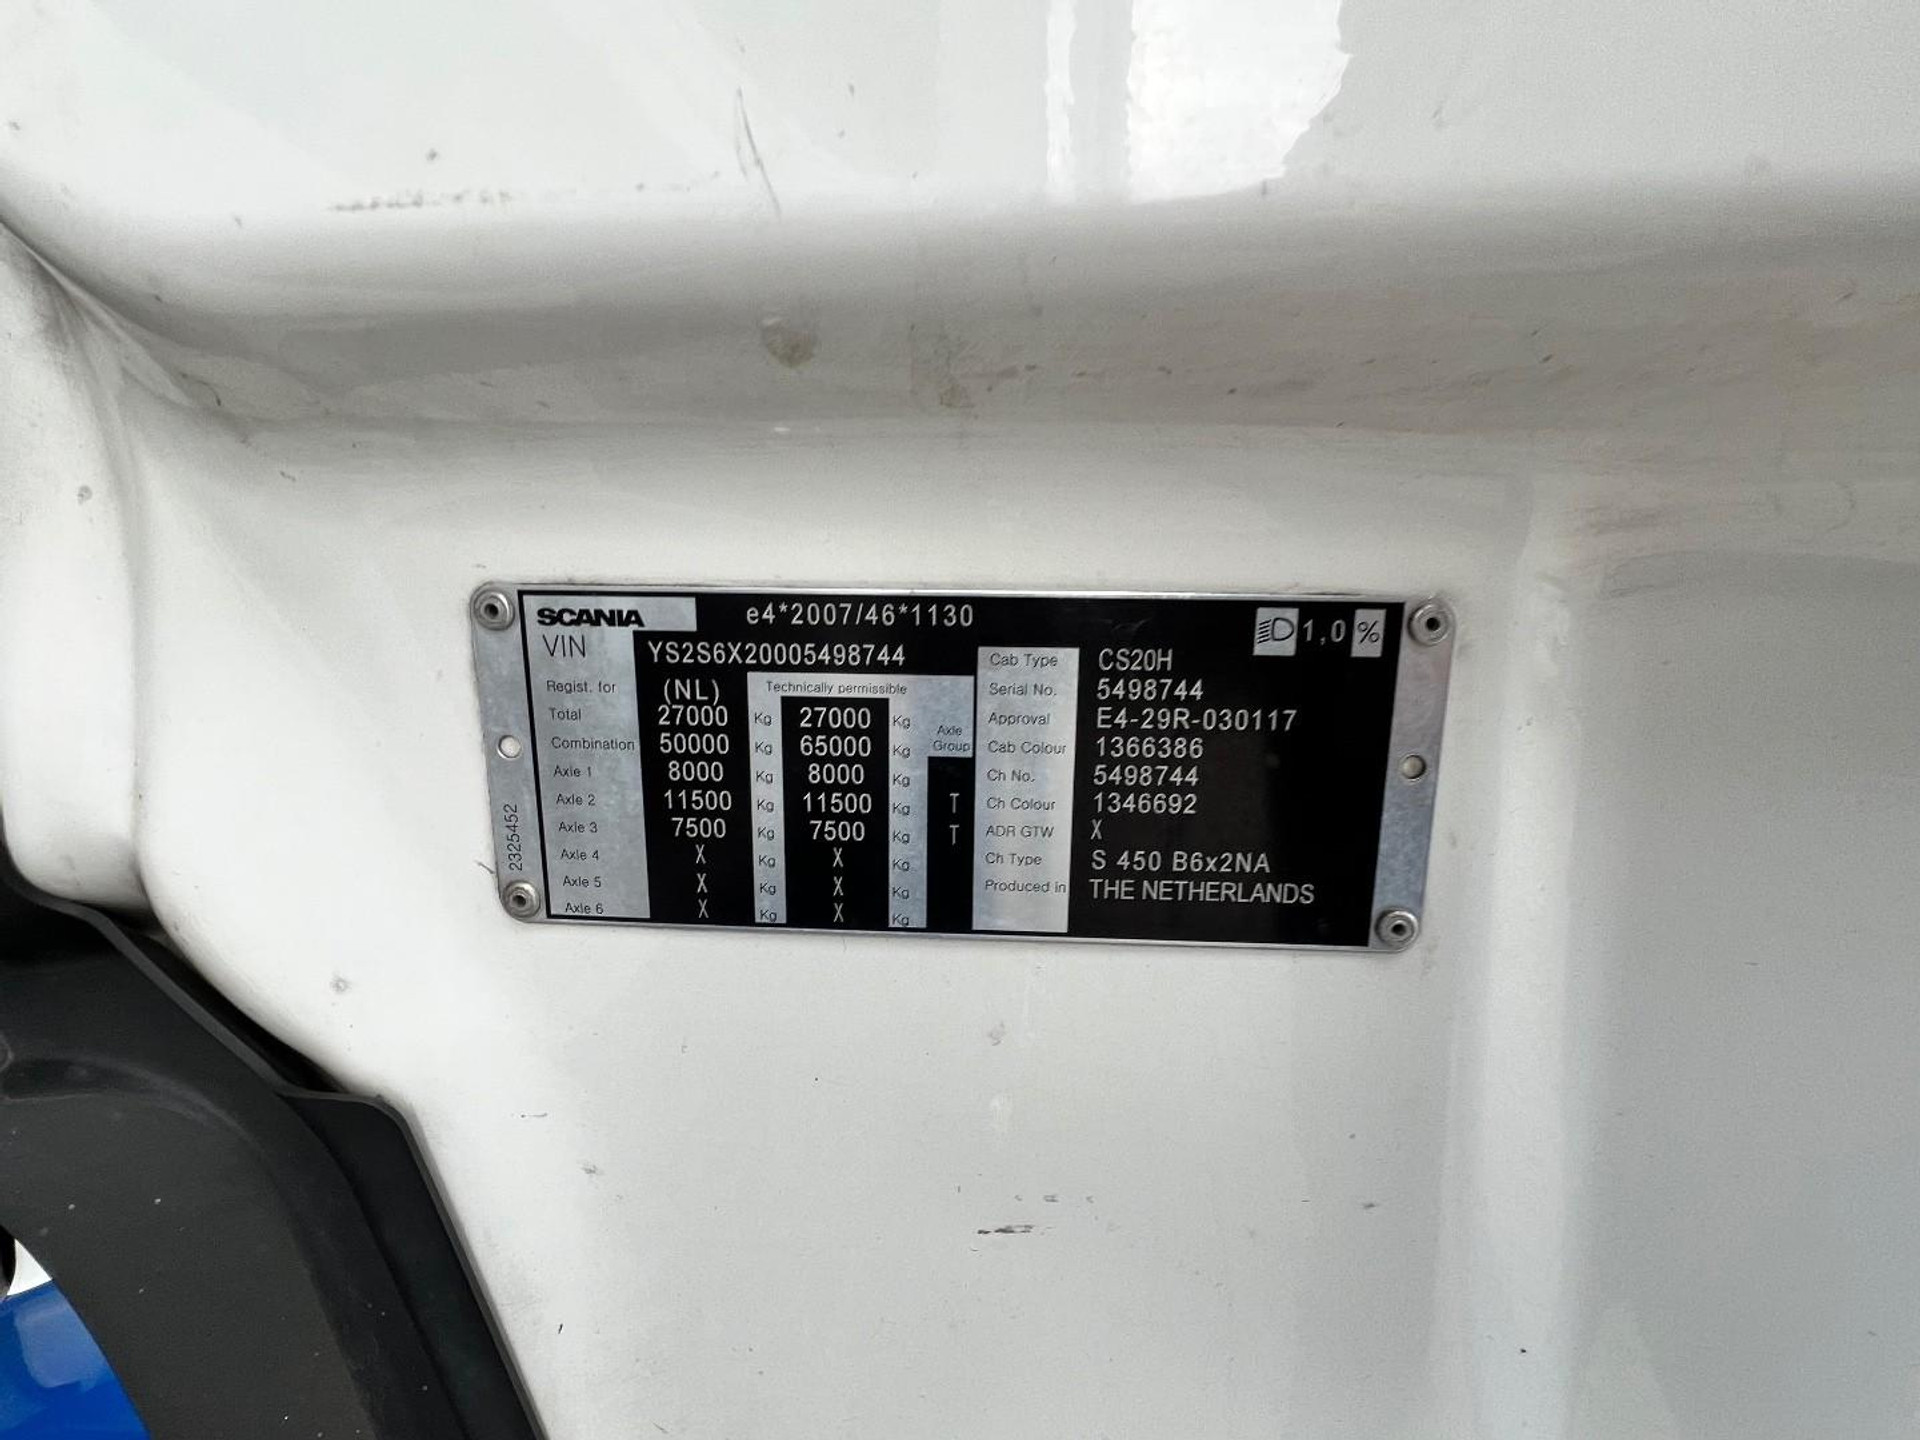 SCANIA e4*2007/46*1130 1,0 %
VIN YS2S6X20005498744
Regist. for (NL) Technically permissible
Total 27000 Kg 27000 Kg
Combination 50000 Kg 65000 Kg Axle Group
Axle 1 8000 Kg 8000 Kg
Axle 2 11500 Kg 11500 Kg T
Axle 3 7500 Kg 7500 Kg T
Axle 4 X Kg X Kg
Axle 5 X Kg X Kg
Axle 6 X Kg X Kg
Cab Type CS20H
Serial No. 5498744
Approval E4-29R-030117
Cab Colour 1366386
Ch No. 5498744
Ch Colour 1346692
ADR GTW X
Ch Type S 450 B6x2NA
Produced in THE NETHERLANDS
2325452